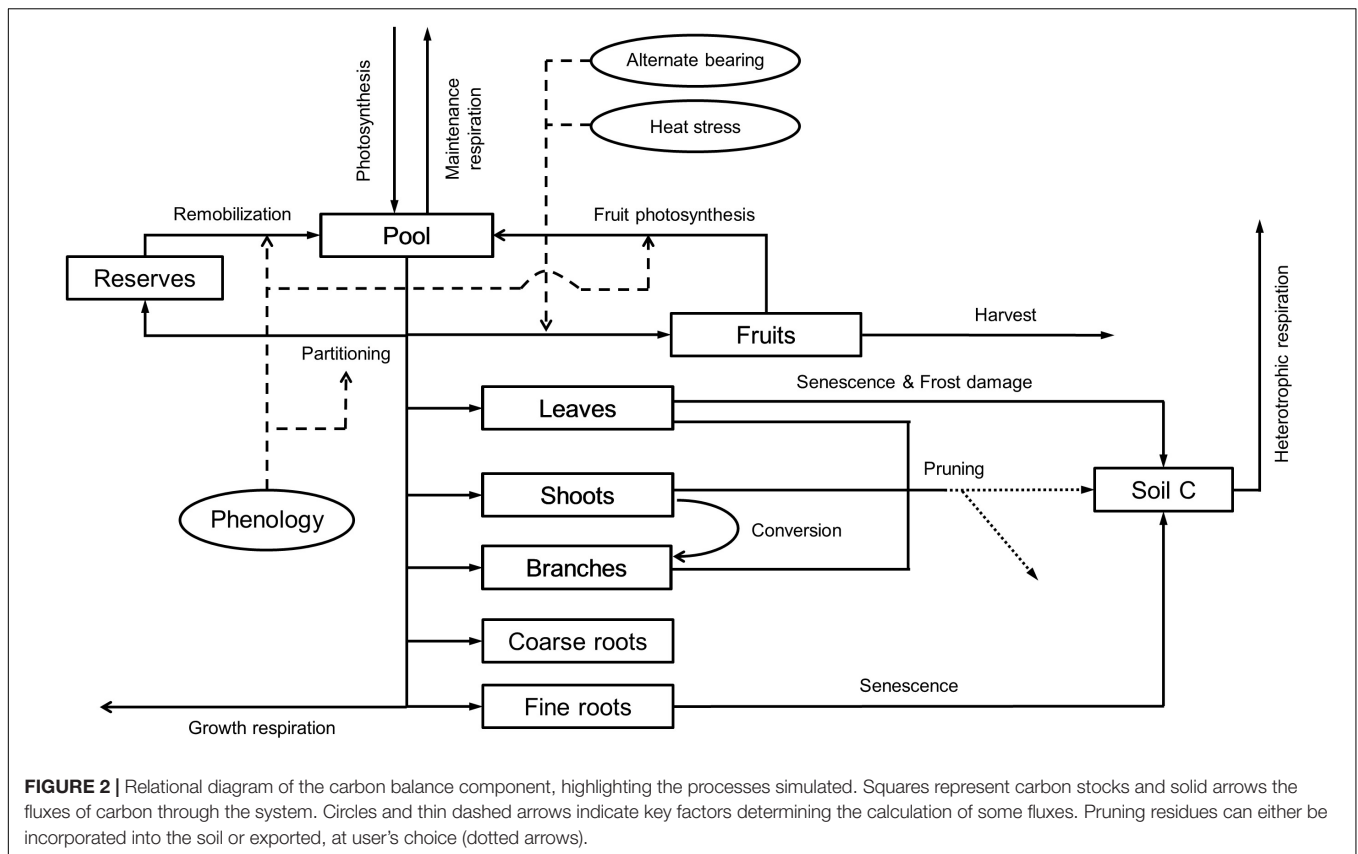 Alternate bearing
Heat stress
Photosynthesis
Maintenance
respiration
Remobilization
Pool
Fruit photosynthesis
Reserves
Fruits
Harvest
Partitioning
Heterotrophic respiration
Senescence & Frost damage
Leaves
Pruning
Shoots
Soil C
Phenology
Conversion
Branches
Coarse roots
Senescence
Fine roots
Growth respiration
FIGURE 2 | Relational diagram of the carbon balance component, highlighting the processes simulated. Squares represent carbon stocks and solid arrows the
fluxes of carbon through the system. Circles and thin dashed arrows indicate key factors determining the calculation of some fluxes. Pruning residues can either be
incorporated into the soil or exported, at user's choice (dotted arrows).